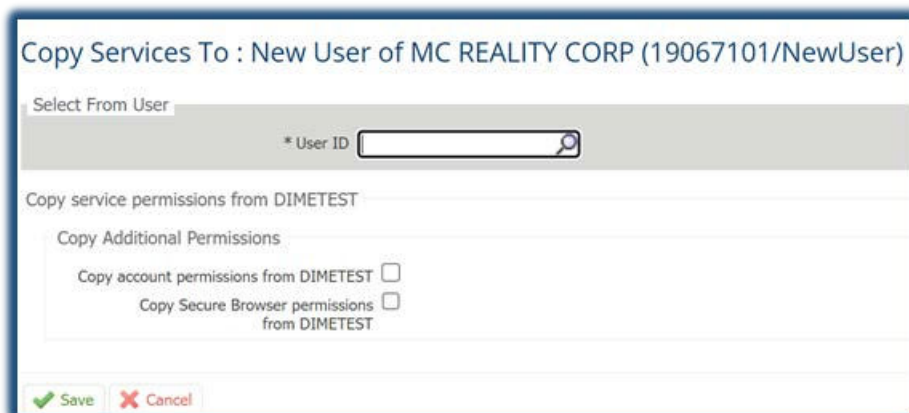 Copy Services To : New User of MC REALITY CORP (19067101/NewUser)
Select From User
* User ID
Copy service permissions from DIMETEST
Copy Additional Permissions
Copy account permissions from DIMETEST
Copy Secure Browser permissions
from DIMETEST
Save Cancel